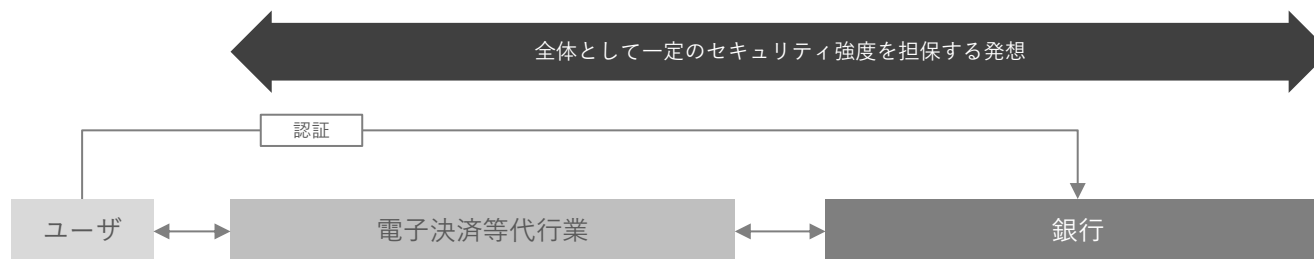 全体として一定のセキュリティ強度を担保する発想
認証
ユーザ
電子決済等代行業
銀行